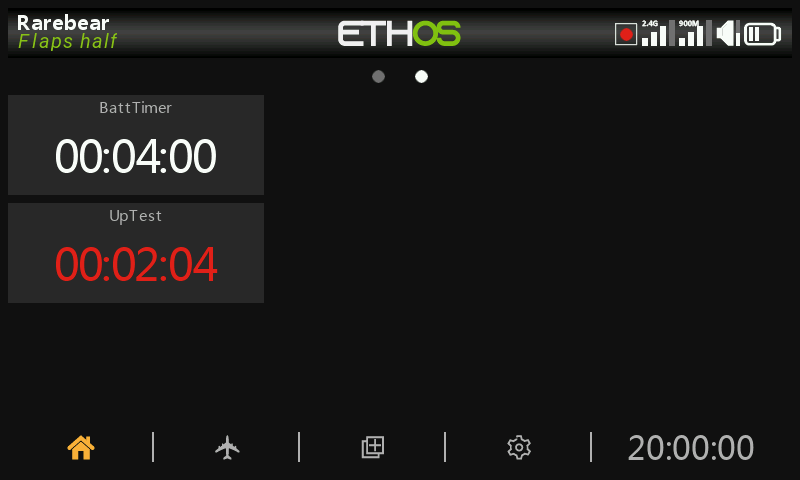 Rarebear
Flaps half
ETHOS
2.4G
900M
BattTimer
00:04:00
UpTest
00:02:04
20:00:00